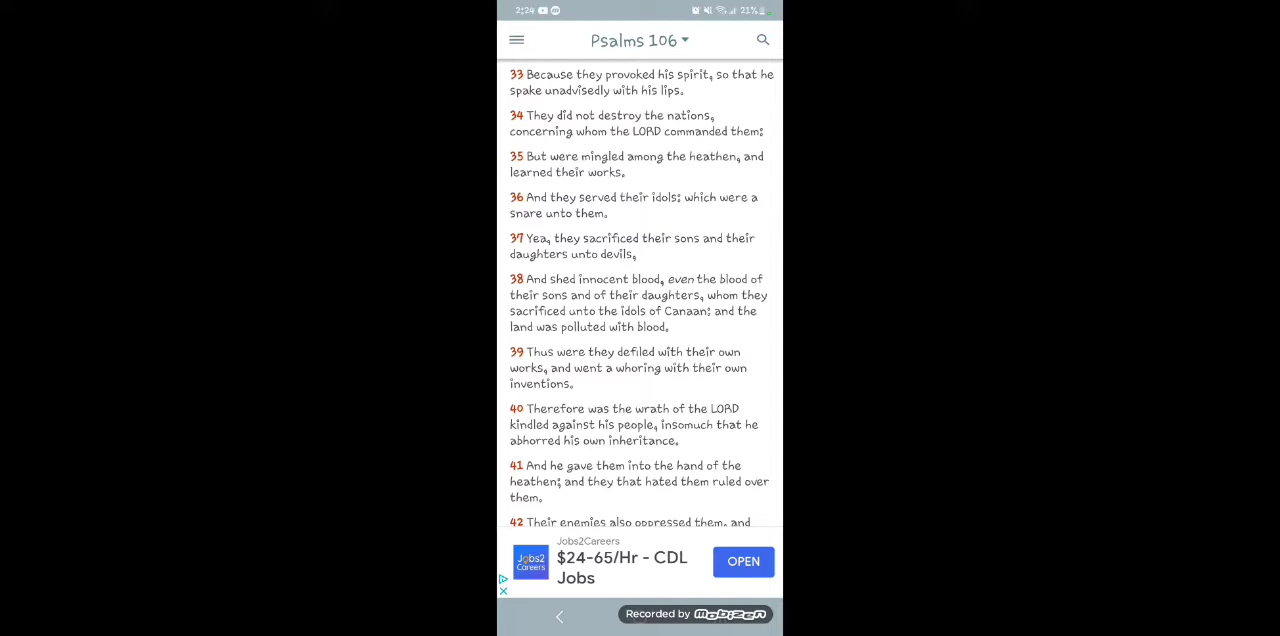 2:24 21%
Psalms 106
33 Because they provoked his spirit, so that he
spake unadvisedly with his lips.
34 They did not destroy the nations,
concerning whom the LORD commanded them:
35 But were mingled among the heathen, and
learned their works.
36 And they served their idols: which were a
snare unto them.
37 Yea, they sacrificed their sons and their
daughters unto devils,
38 And shed innocent blood, even the blood of
their sons and of their daughters, whom they
sacrificed unto the idols of Canaan: and the
land was polluted with blood.
39 Thus were they defiled with their own
works, and went a whoring with their own
inventions.
40 Therefore was the wrath of the LORD
kindled against his people, insomuch that he
abhorred his own inheritance.
41 And he gave them into the hand of the
heathen; and they that hated them ruled over
them.
42 Their enemies also oppressed them, and
Jobs2Careers
Jobs2
Careers
$24-65/Hr - CDL
Jobs
OPEN
Recorded by mobizen